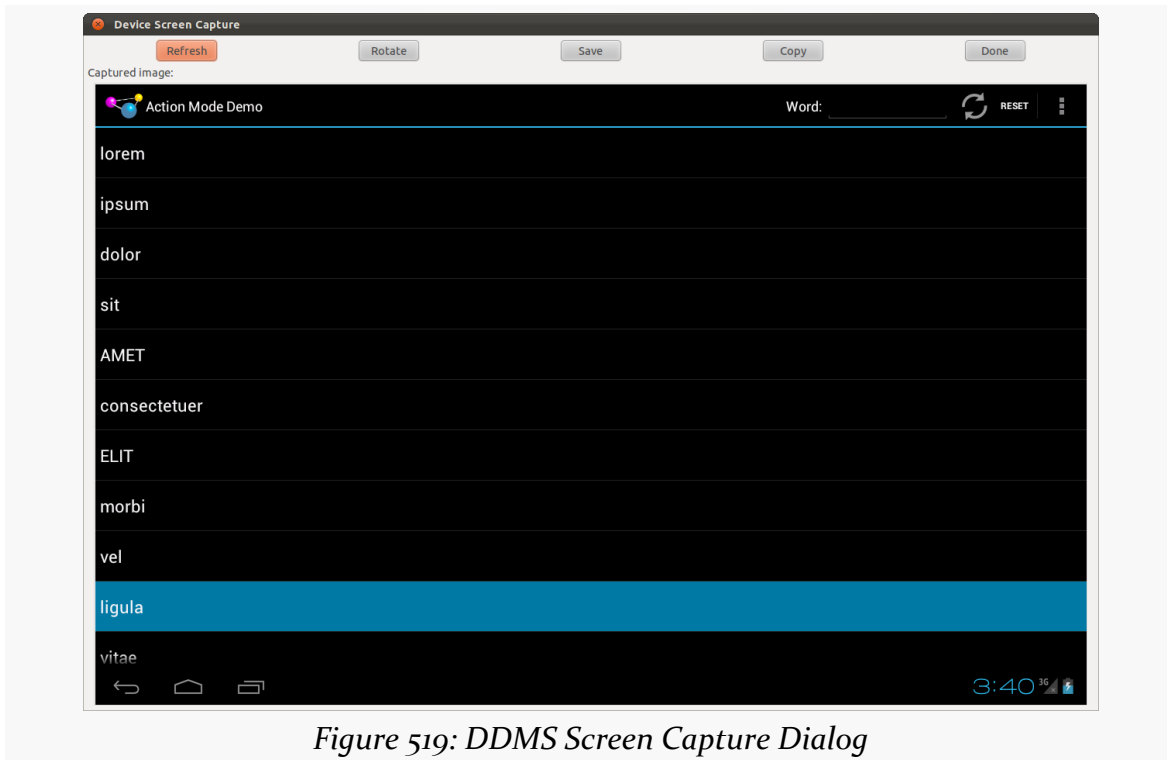 Device Screen Capture
Refresh Rotate Save Copy Done
Captured image:
Action Mode Demo Word: RESET
lorem
ipsum
dolor
sit
AMET
consectetuer
ELIT
morbi
vel
ligula
vitae
3:40 3G
Figure 519: DDMS Screen Capture Dialog